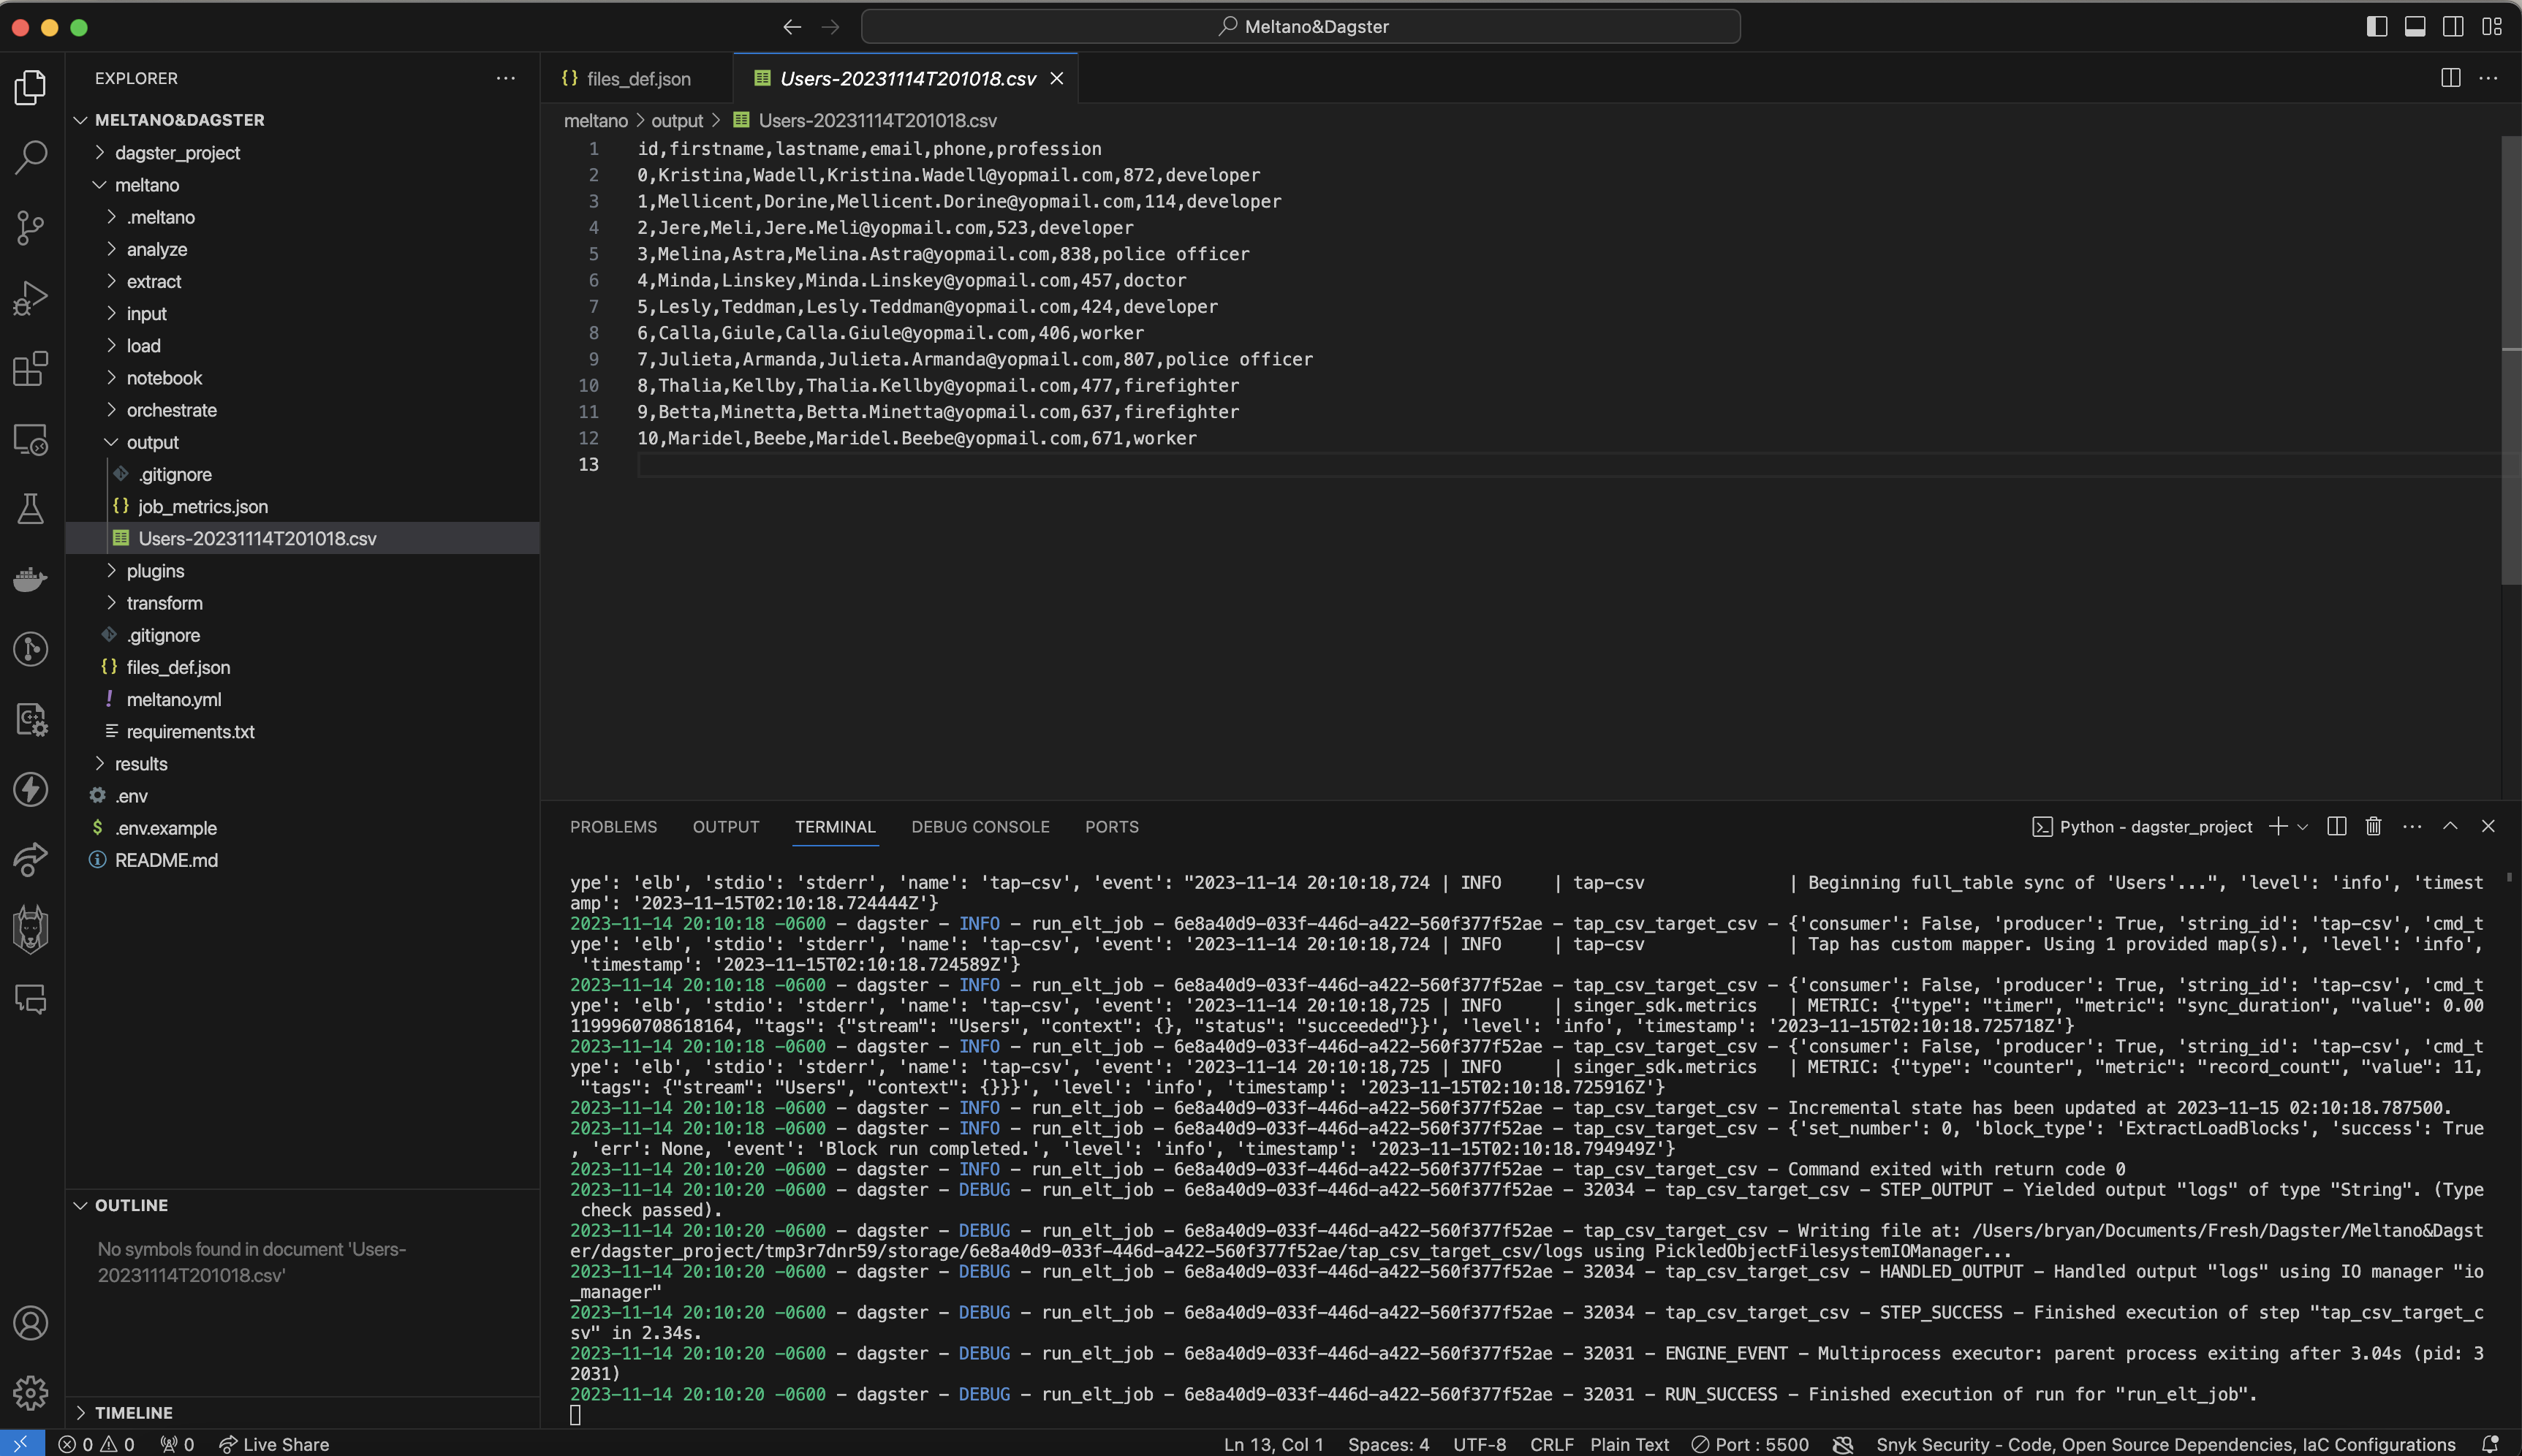 Meltano&Dagster
EXPLORER
MELTANO&DAGSTER
dagster_project
meltano
.meltano
analyze
extract
input
load
notebook
orchestrate
output
.gitignore
job_metrics.json
Users-20231114T201018.csv
plugins
transform
.gitignore
files_def.json
meltano.yml
requirements.txt
results
.env
.env.example
README.md
OUTLINE
No symbols found in document 'Users-
20231114T201018.csv'
TIMELINE
files_def.json
Users-20231114T201018.csv
meltano > output > Users-20231114T201018.csv
1 id,firstname,lastname,email,phone,profession
2 0,Kristina,Wadell,Kristina.Wadell@yopmail.com,872,developer
3 1,Mellicent,Dorine,Mellicent.Dorine@yopmail.com,114,developer
4 2,Jere,Meli,Jere.Meli@yopmail.com,523,developer
5 3,Melina,Astra,Melina.Astra@yopmail.com,838,police officer
6 4,Minda,Linskey,Minda.Linskey@yopmail.com,457,doctor
7 5,Lesly,Teddman,Lesly.Teddman@yopmail.com,424,developer
8 6,Calla,Giule,Calla.Giule@yopmail.com,406,worker
9 7,Julieta,Armanda,Julieta.Armanda@yopmail.com,807,police officer
10 8,Thalia,Kellby,Thalia.Kellby@yopmail.com,477,firefighter
11 9,Betta,Minetta,Betta.Minetta@yopmail.com,637,firefighter
12 10,Maridel,Beebe,Maridel.Beebe@yopmail.com,671,worker
13
PROBLEMS OUTPUT TERMINAL DEBUG CONSOLE PORTS
Python - dagster_project
ype': 'elb', 'stdio': 'stderr', 'name': 'tap-csv', 'event': "2023-11-14 20:10:18,724 | INFO     | tap-csv              | Beginning full_table sync of 'Users'...", 'level': 'info', 'timest
amp': '2023-11-15T02:10:18.724444Z'}
2023-11-14 20:10:18 -0600 - dagster - INFO - run_elt_job - 6e8a40d9-033f-446d-a422-560f377f52ae - tap_csv_target_csv - {'consumer': False, 'producer': True, 'string_id': 'tap-csv', 'cmd_t
ype': 'elb', 'stdio': 'stderr', 'name': 'tap-csv', 'event': '2023-11-14 20:10:18,724 | INFO     | tap-csv              | Tap has custom mapper. Using 1 provided map(s).', 'level': 'info',
'timestamp': '2023-11-15T02:10:18.724589Z'}
2023-11-14 20:10:18 -0600 - dagster - INFO - run_elt_job - 6e8a40d9-033f-446d-a422-560f377f52ae - tap_csv_target_csv - {'consumer': False, 'producer': True, 'string_id': 'tap-csv', 'cmd_t
ype': 'elb', 'stdio': 'stderr', 'name': 'tap-csv', 'event': '2023-11-14 20:10:18,725 | INFO     | singer_sdk.metrics   | METRIC: {"type": "timer", "metric": "sync_duration", "value": 0.00
11999607086181​64, "tags": {"stream": "Users", "context": {}, "status": "succeeded"}}', 'level': 'info', 'timestamp': '2023-11-15T02:10:18.725718Z'}
2023-11-14 20:10:18 -0600 - dagster - INFO - run_elt_job - 6e8a40d9-033f-446d-a422-560f377f52ae - tap_csv_target_csv - {'consumer': False, 'producer': True, 'string_id': 'tap-csv', 'cmd_t
ype': 'elb', 'stdio': 'stderr', 'name': 'tap-csv', 'event': '2023-11-14 20:10:18,725 | INFO     | singer_sdk.metrics   | METRIC: {"type": "counter", "metric": "record_count", "value": 11,
"tags": {"stream": "Users", "context": {}}}', 'level': 'info', 'timestamp': '2023-11-15T02:10:18.725916Z'}
2023-11-14 20:10:18 -0600 - dagster - INFO - run_elt_job - 6e8a40d9-033f-446d-a422-560f377f52ae - tap_csv_target_csv - Incremental state has been updated at 2023-11-15 02:10:18.787500.
2023-11-14 20:10:18 -0600 - dagster - INFO - run_elt_job - 6e8a40d9-033f-446d-a422-560f377f52ae - tap_csv_target_csv - {'set_number': 0, 'block_type': 'ExtractLoadBlocks', 'success': True
, 'err': None, 'event': 'Block run completed.', 'level': 'info', 'timestamp': '2023-11-15T02:10:18.794949Z'}
2023-11-14 20:10:20 -0600 - dagster - INFO - run_elt_job - 6e8a40d9-033f-446d-a422-560f377f52ae - tap_csv_target_csv - Command exited with return code 0
2023-11-14 20:10:20 -0600 - dagster - DEBUG - run_elt_job - 6e8a40d9-033f-446d-a422-560f377f52ae - 32034 - tap_csv_target_csv - STEP_OUTPUT - Yielded output "logs" of type "String". (Type
check passed).
2023-11-14 20:10:20 -0600 - dagster - DEBUG - run_elt_job - 6e8a40d9-033f-446d-a422-560f377f52ae - tap_csv_target_csv - Writing file at: /Users/bryan/Documents/Fresh/Dagster/Meltano&Dagst
er/dagster_project/tmp3r7dnr59/storage/6e8a40d9-033f-446d-a422-560f377f52ae/tap_csv_target_csv/logs using PickledObjectFilesystemIOManager...
2023-11-14 20:10:20 -0600 - dagster - DEBUG - run_elt_job - 6e8a40d9-033f-446d-a422-560f377f52ae - 32034 - tap_csv_target_csv - HANDLED_OUTPUT - Handled output "logs" using IO manager "io
_manager"
2023-11-14 20:10:20 -0600 - dagster - DEBUG - run_elt_job - 6e8a40d9-033f-446d-a422-560f377f52ae - 32034 - tap_csv_target_csv - STEP_SUCCESS - Finished execution of step "tap_csv_target_c
sv" in 2.34s.
2023-11-14 20:10:20 -0600 - dagster - DEBUG - run_elt_job - 6e8a40d9-033f-446d-a422-560f377f52ae - 32031 - ENGINE_EVENT - Multiprocess executor: parent process exiting after 3.04s (pid: 3
2031)
2023-11-14 20:10:20 -0600 - dagster - DEBUG - run_elt_job - 6e8a40d9-033f-446d-a422-560f377f52ae - 32031 - RUN_SUCCESS - Finished execution of run for "run_elt_job".
0 0 0 Live Share Ln 13, Col 1 Spaces: 4 UTF-8 CRLF Plain Text Port : 5500 Snyk Security - Code, Open Source Dependencies, IaC Configurations